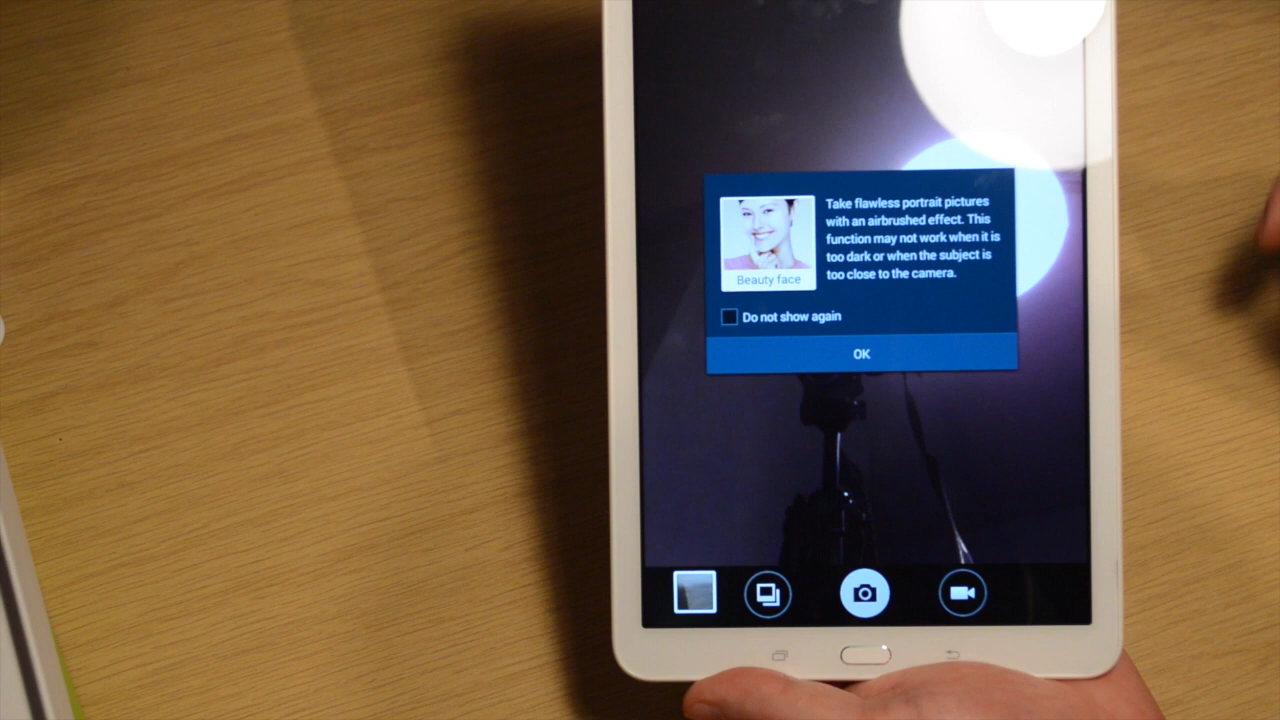 Take flawless portrait pictures
with an airbrushed effect. This
function may not work when it is
too dark or when the subject is
too close to the camera.
Beauty face
Do not show again
OK